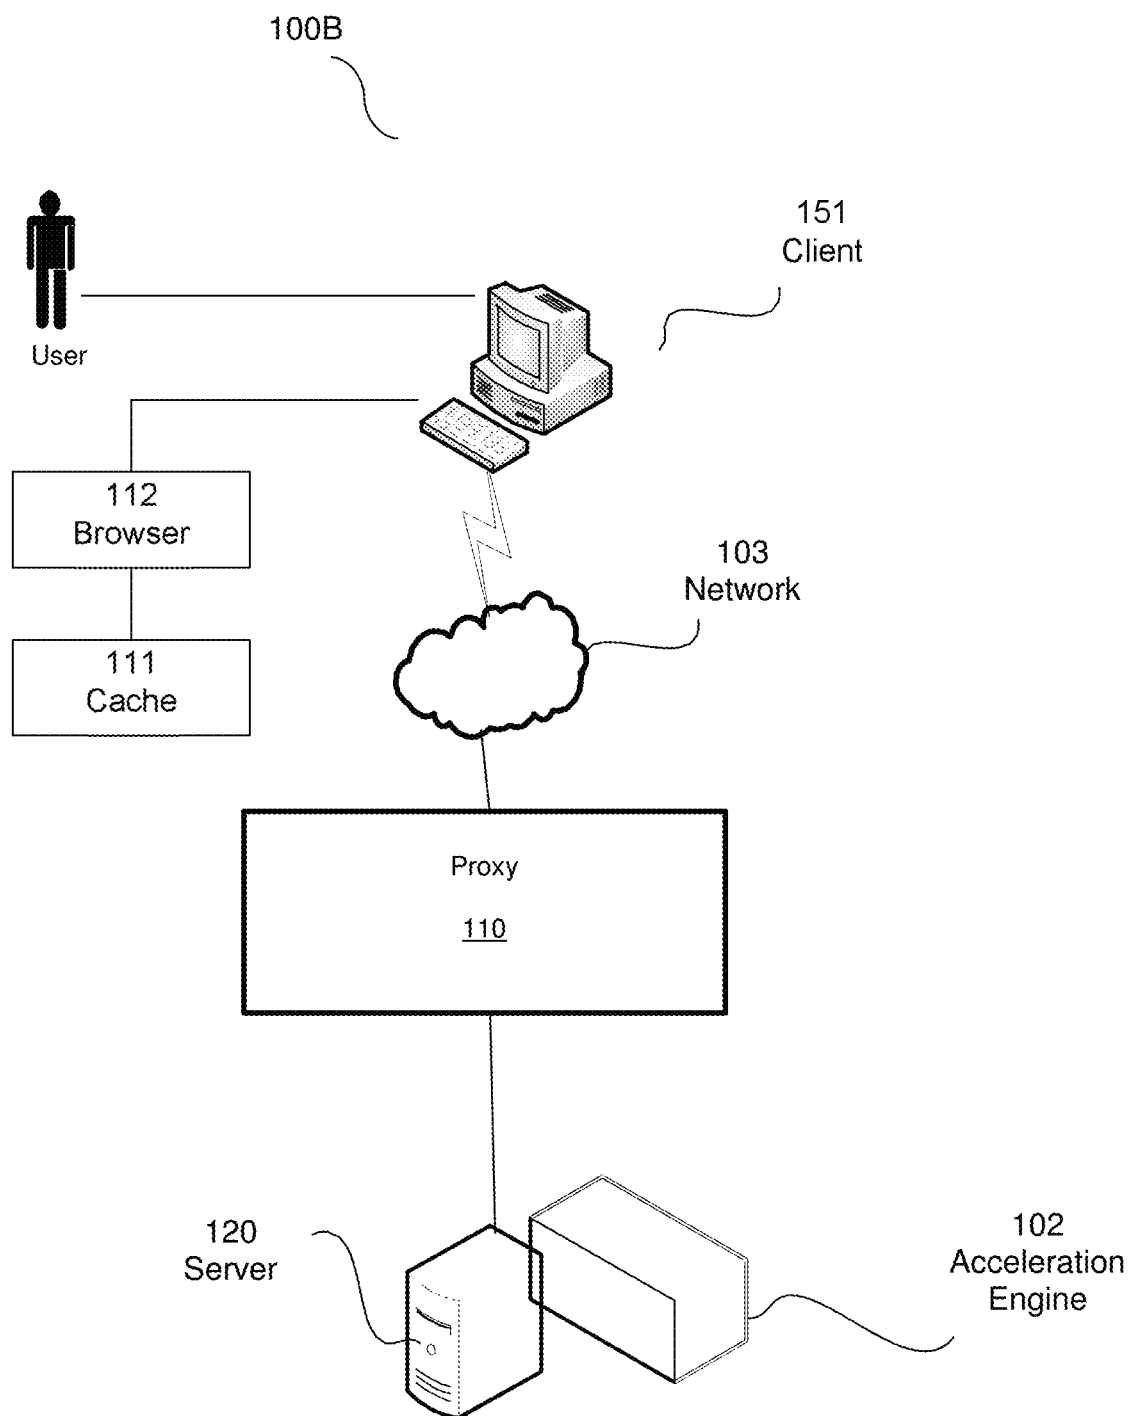 100B
151
Client
User
112
Browser
103
Network
111
Cache
Proxy
110
120
Server
102
Acceleration
Engine